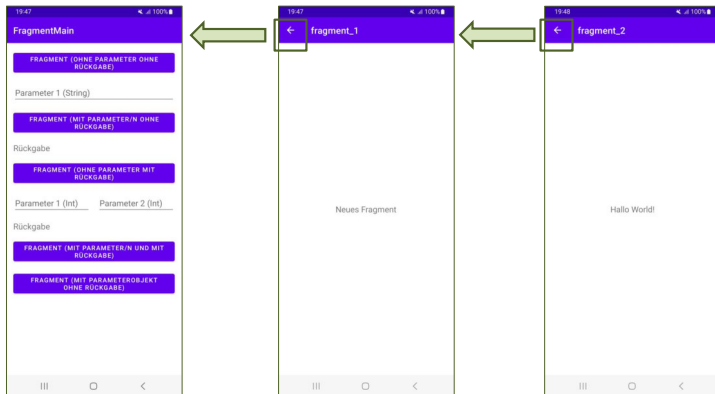 19:47
100%
FragmentMain
FRAGMENT (OHNE PARAMETER OHNE
RÜCKGABE)
Parameter 1 (String)
FRAGMENT (MIT PARAMETER/N OHNE
RÜCKGABE)
Rückgabe
FRAGMENT (OHNE PARAMETER MIT
RÜCKGABE)
Parameter 1 (Int)
Parameter 2 (Int)
Rückgabe
FRAGMENT (MIT PARAMETER/N UND MIT
RÜCKGABE)
FRAGMENT (MIT PARAMETEROBJEKT
OHNE RÜCKGABE)
19:47
100%
fragment_1
Neues Fragment
19:48
100%
fragment_2
Hallo World!